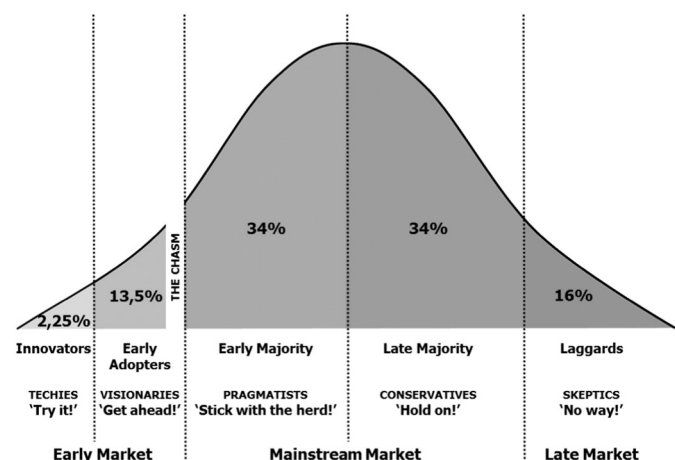 34%
34%
THE CHASM
13,5%
16%
2,25%
Innovators
Early
Adopters
Early Majority
Late Majority
Laggards
TECHIES
'Try it!'
VISIONARIES
'Get ahead!'
PRAGMATISTS
'Stick with the herd!'
CONSERVATIVES
'Hold on!'
SKEPTICS
'No way!'
Early Market
Mainstream Market
Late Market